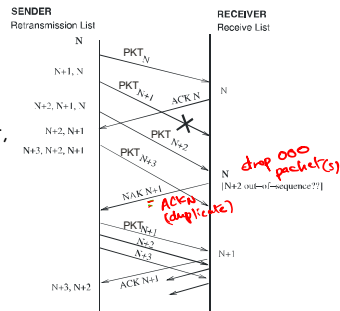 SENDER
Retransmission List
RECEIVER
Receive List
N
PKT N
N+1, N
N
PKT N+1
ACK N
N+2, N+1, N
PKT N+2
N+2, N+1
N+3, N+2, N+1
PKT N+3
drop OOO
packet(s)
N
[N+2 out-of-sequence??]
NAK N+1
= ACK N
(duplicate)
PKT N+1
N+2
N+3
N+1
ACK N+1
N+3, N+2
,